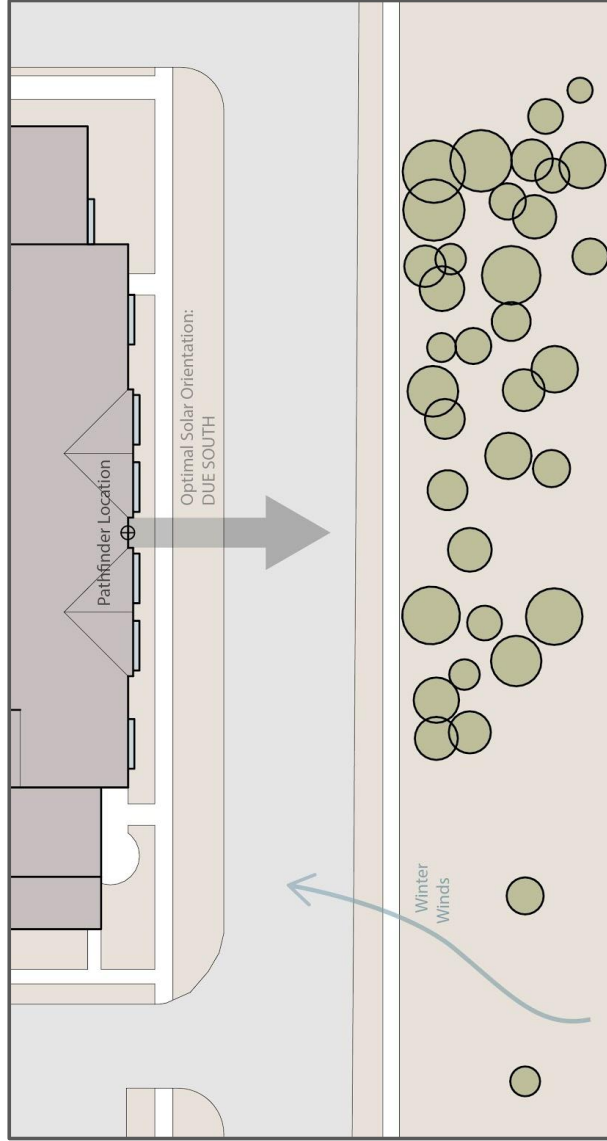 Pathfinder Location
Optimal Solar Orientation:
DUE SOUTH
Winter
Winds